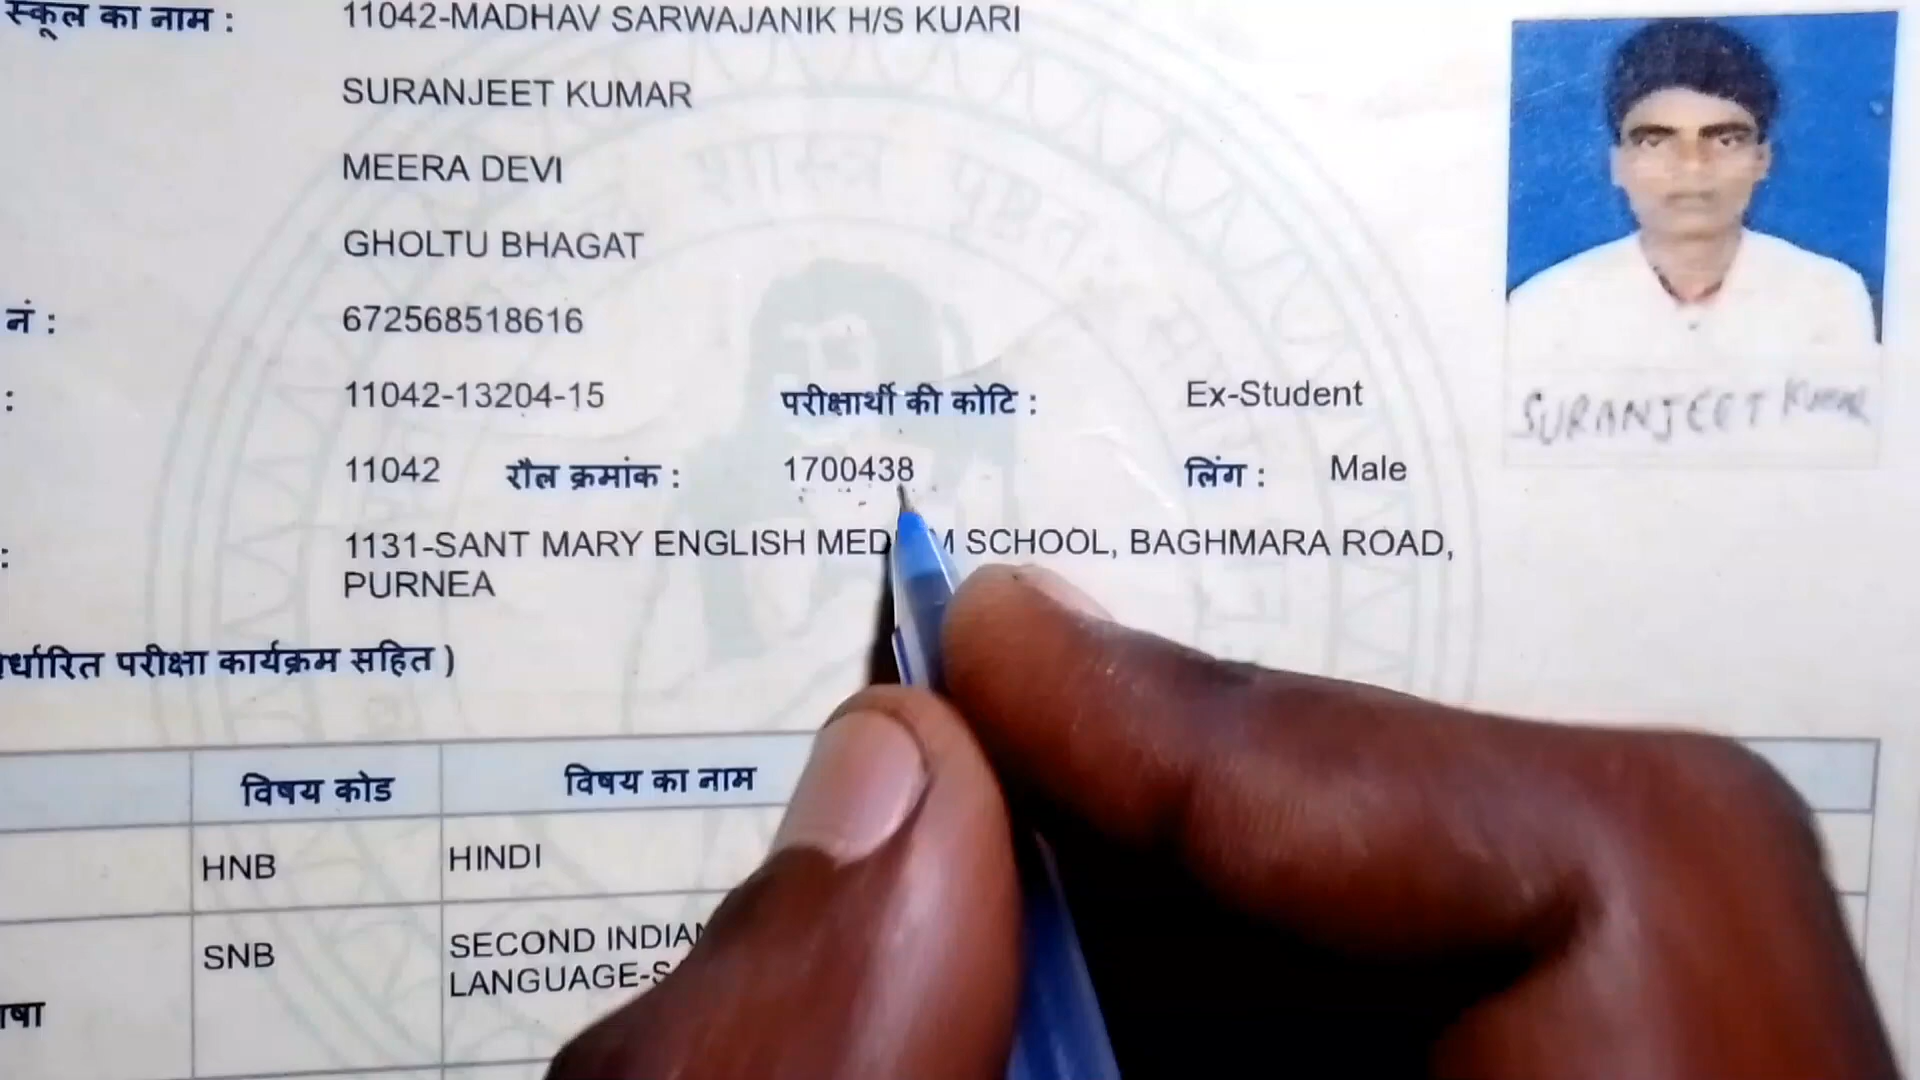 स्कूल का नाम : 11042-MADHAV SARWAJANIK H/S KUARI
SURANJEET KUMAR
MEERA DEVI
GHOLTU BHAGAT
नं : 672568518616
: 11042-13204-15 परीक्षार्थी की कोटि : Ex-Student
SURANJEET KUMAR
11042 रौल क्रमांक : 1700438 लिंग : Male
: 1131-SANT MARY ENGLISH SCHOOL, BAGHMARA ROAD,
PURNEA
र्धारित परीक्षा कार्यक्रम सहित )
विषय कोड विषय का नाम
HNB HINDI
SNB SECOND INDIAN
LANGUAGE-S
ाषा